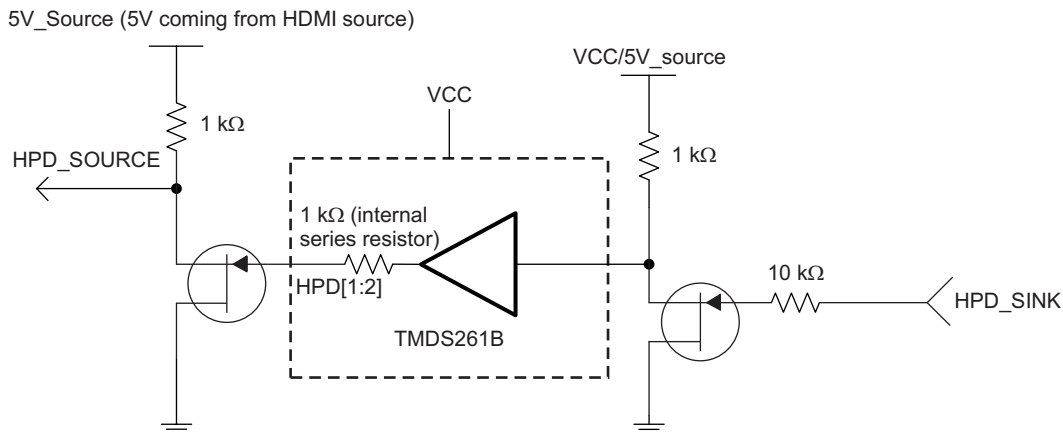 5V_Source (5V coming from HDMI source)
VCC/5V_source
VCC
1 kΩ
1 kΩ
HPD_SOURCE
1 kΩ (internal
series resistor)
HPD[1:2]
10 kΩ
HPD_SINK
TMDS261B